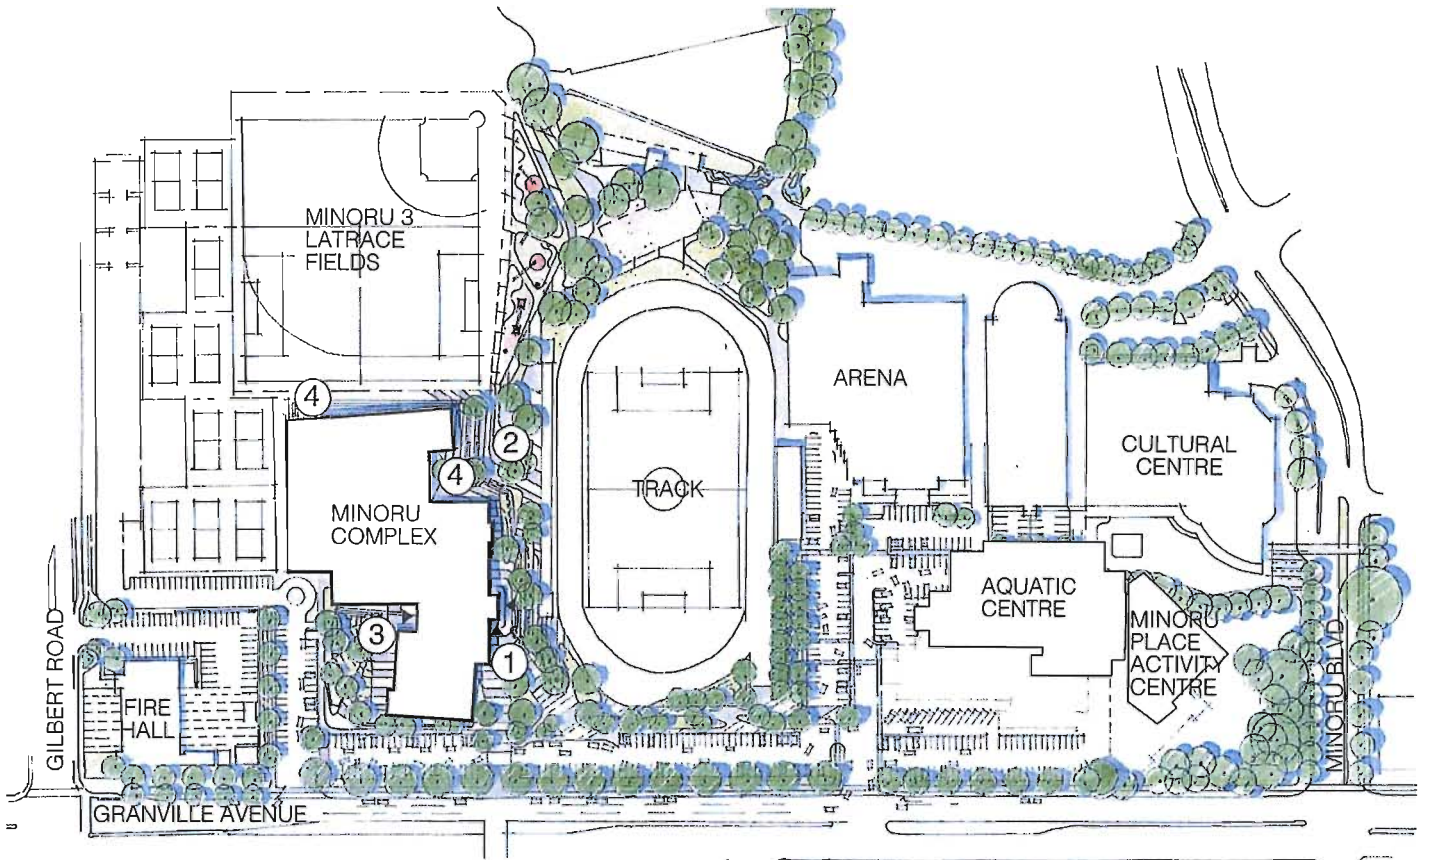 MINORU 3
LATRACE
FIELDS
4
ARENA
2
CULTURAL
CENTRE
4
TRACK
MINORU
COMPLEX
AQUATIC
CENTRE
MINORU
PLACE
ACTIVITY
CENTRE
3
1
GILBERT ROAD
FIRE
HALL
MINORU BLVD
GRANVILLE AVENUE